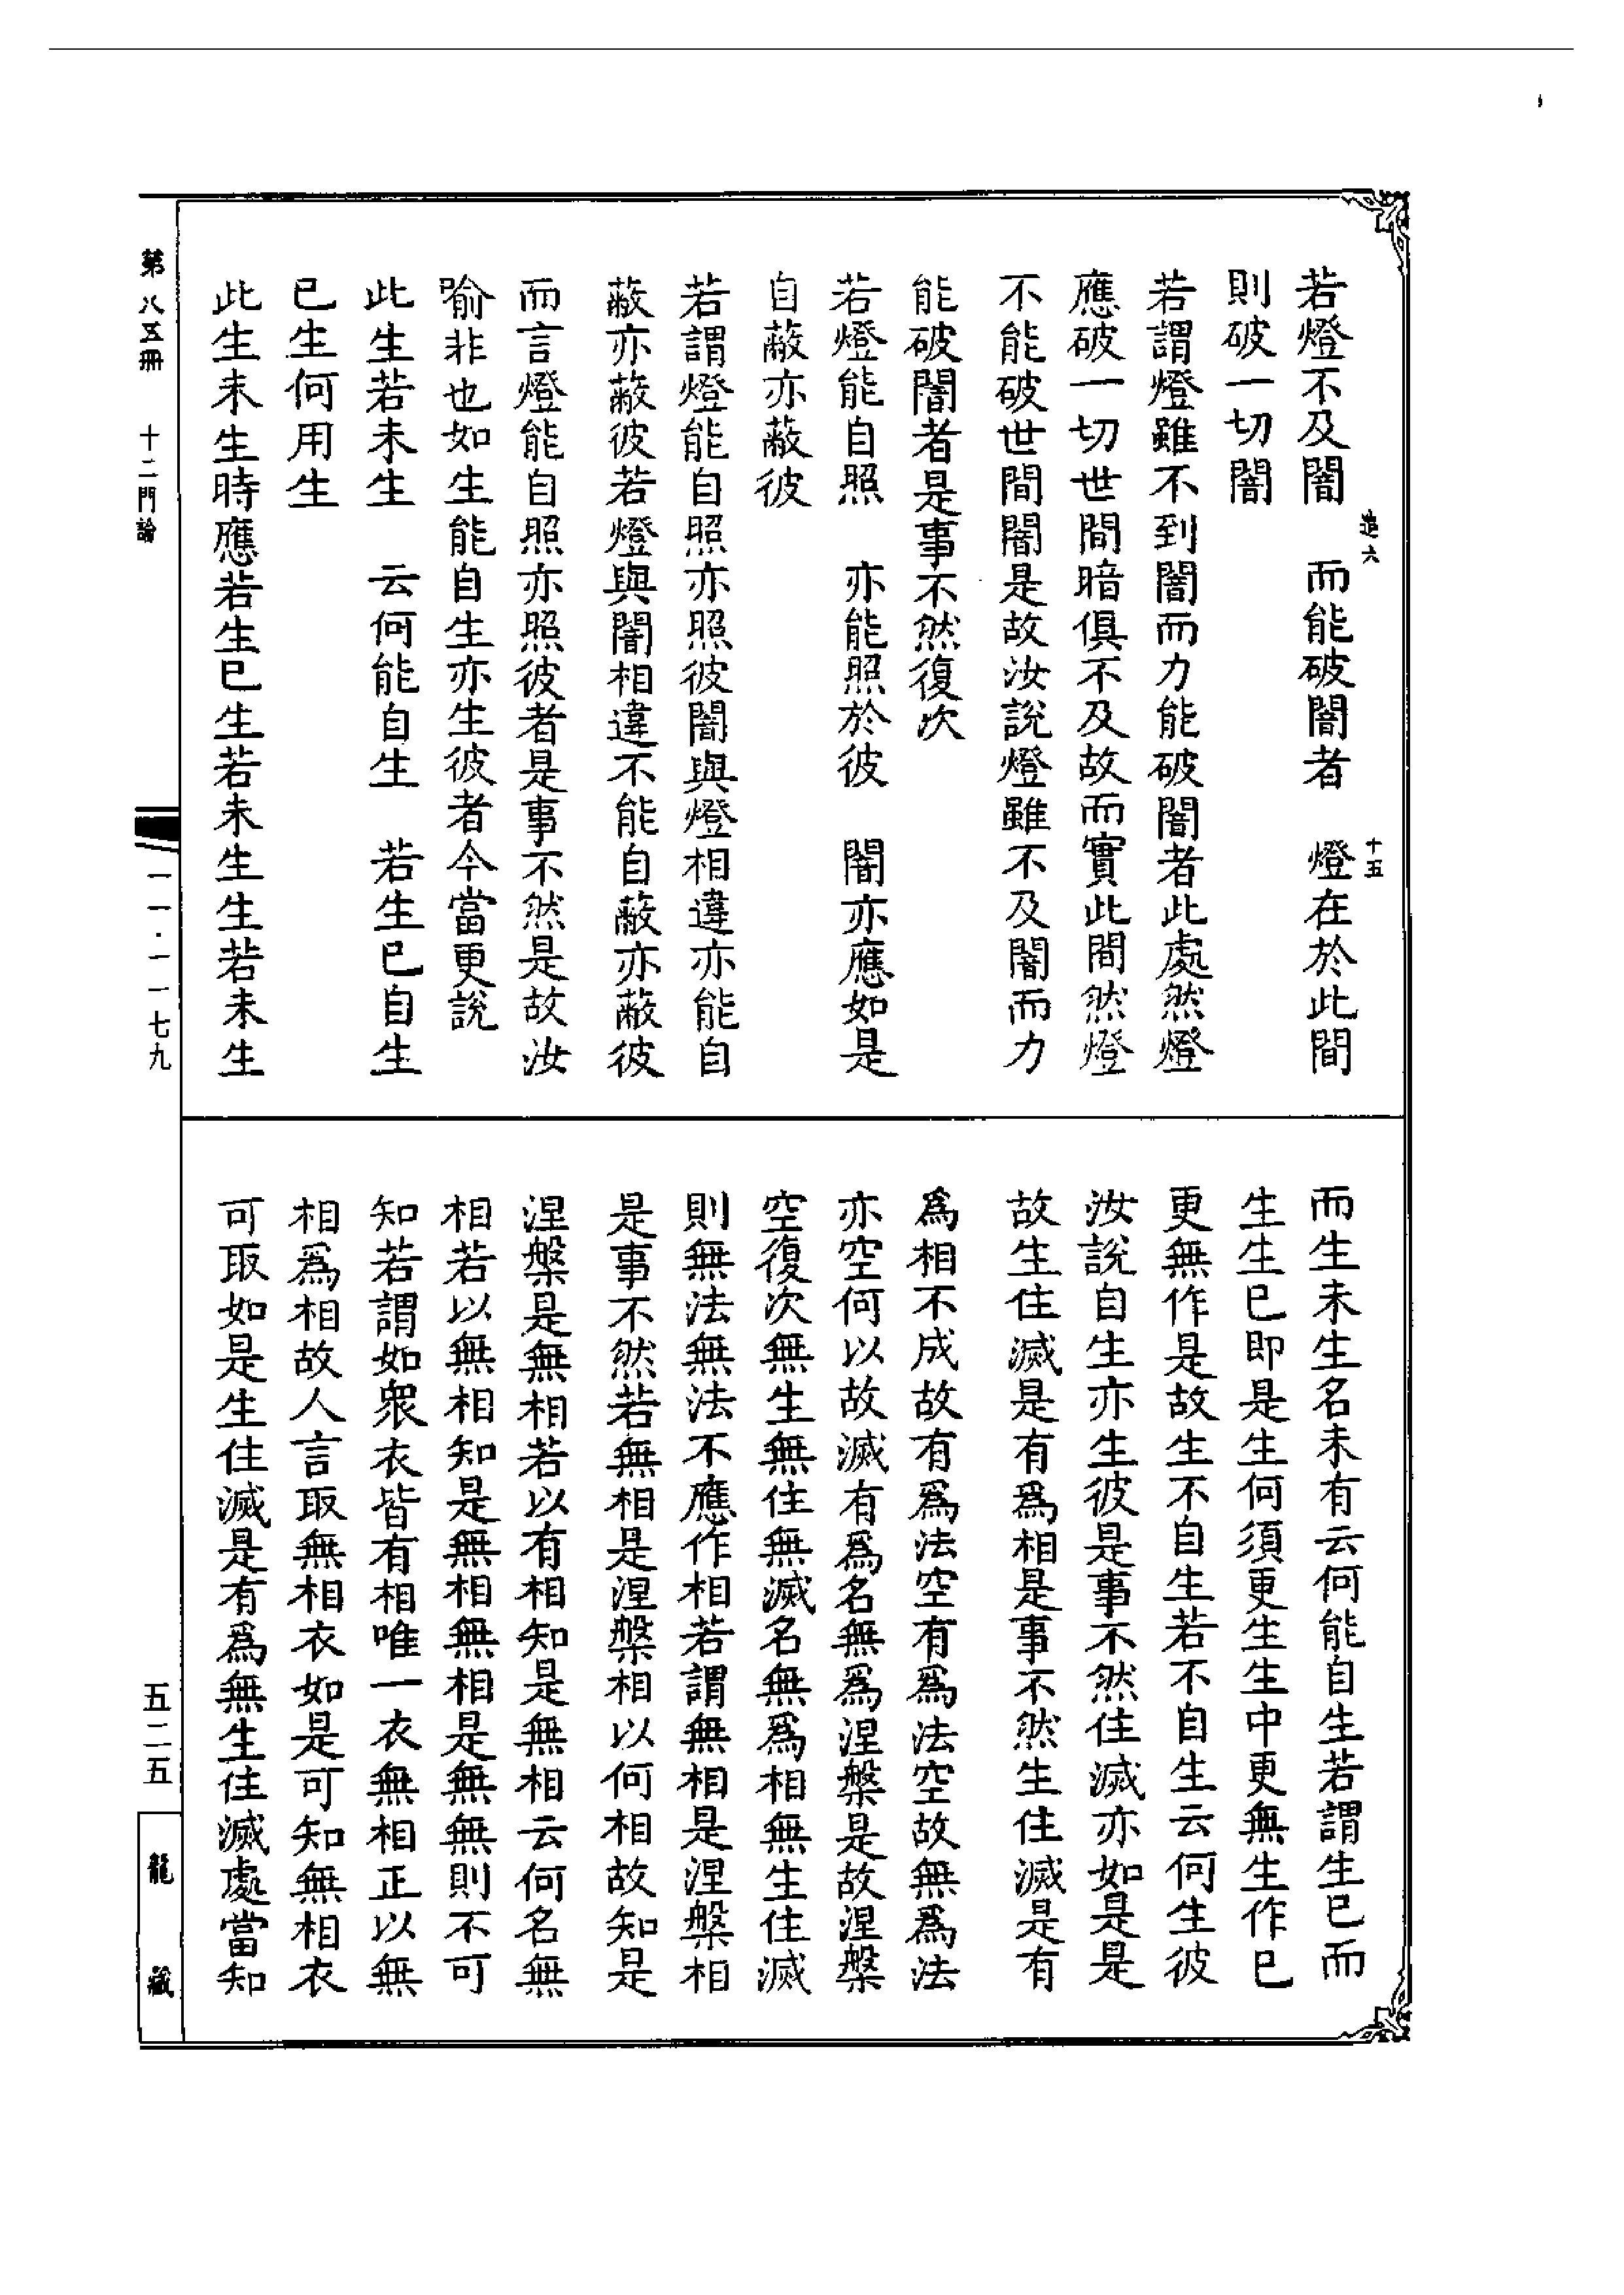 若燈不及闇　而能破闇者　燈在於此間
則破一切闇
若謂燈雖不到闇而力能破闇者此處然燈
應破一切世間暗俱不及故而實此間然燈
不能破世間闇是故汝說燈雖不及闇而力
能破闇者是事不然復次
若燈能自照　亦能照於彼　闇亦應如是
自蔽亦蔽彼
若謂燈能自照亦照彼闇與燈相違亦能自
蔽亦蔽彼若燈與闇相違不能自蔽亦蔽彼
而言燈能自照亦照彼者是事不然是故汝
喻非也如生能自生亦生彼者今當更說
此生若未生　云何能自生　若生已自生
已生何用生
此生未生時應若生已生若未生生若未生
而生未生名未有云何能自生若謂生已而
生生已即是生何須更生生中更無生作已
更無作是故生不自生若不自生云何生彼
汝說自生亦生彼是事不然住滅亦如是是
故生住滅是有為相是事不然生住滅是有
為相不成故有為法空有為法空故無為法
亦空何以故滅有為名無為涅槃是故涅槃
空復次無生無住無滅名無為相無生住滅
則無法無法不應作相若謂無相是涅槃相
是事不然若無相是涅槃相以何相故知是
涅槃是無相若以有相知是無相云何名無
相若以無相知是無相無相是無無則不可
知若謂如衆衣皆有相唯一衣無相正以無
相為相故人言取無相衣如是可知無相衣
可取如是生住滅是有為無生住滅處當知
十五
第八五冊　十二門論
一一·一一七九
五二五
龍藏